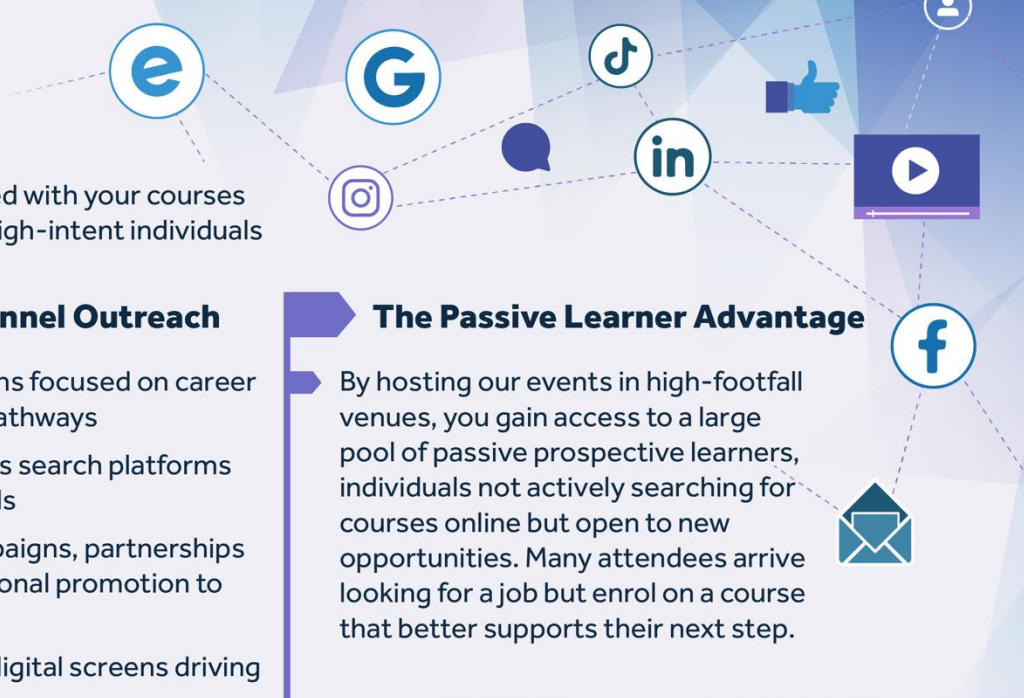 ed with your courses
igh-intent individuals
nnel Outreach
ns focused on career
athways
s search platforms
ls
paigns, partnerships
onal promotion to
digital screens driving
The Passive Learner Advantage
By hosting our events in high-footfall
venues, you gain access to a large
pool of passive prospective learners,
individuals not actively searching for
courses online but open to new
opportunities. Many attendees arrive
looking for a job but enrol on a course
that better supports their next step.
e
G
in
f